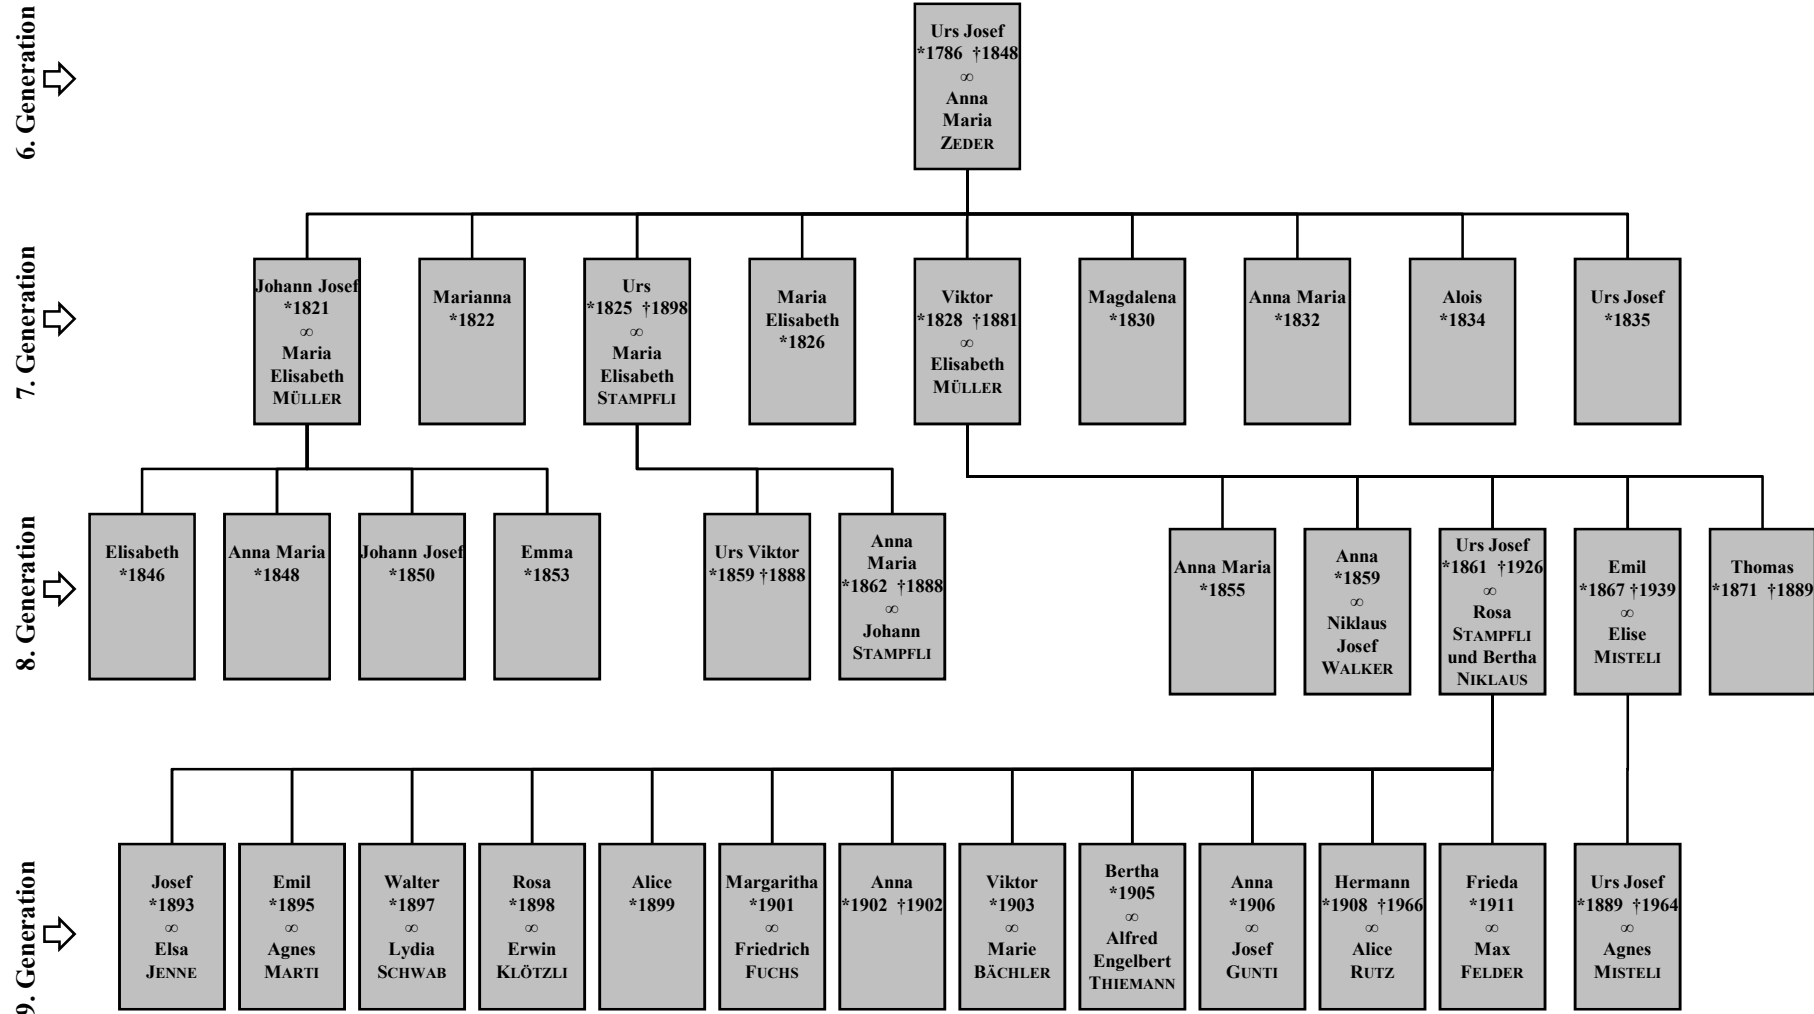 6. Generation
Urs Josef
*1786 †1848
∞
Anna
Maria
ZEDER
7. Generation
Johann Josef
*1821
∞
Maria
Elisabeth
MÜLLER
Marianna
*1822
Urs
*1825 †1898
∞
Maria
Elisabeth
STAMPFLI
Maria
Elisabeth
*1826
Viktor
*1828 †1881
∞
Elisabeth
MÜLLER
Magdalena
*1830
Anna Maria
*1832
Alois
*1834
Urs Josef
*1835
8. Generation
Elisabeth
*1846
Anna Maria
*1848
Johann Josef
*1850
Emma
*1853
Urs Viktor
*1859 †1888
Anna
Maria
*1862 †1888
∞
Johann
STAMPFLI
Anna Maria
*1855
Anna
*1859
∞
Niklaus
Josef
WALKER
Urs Josef
*1861 †1926
∞
Rosa
STAMPFLI
und Bertha
NIKLAUS
Emil
*1867 †1939
∞
Elise
MISTELI
Thomas
*1871 †1889
9. Generation
Josef
*1893
∞
Elsa
JENNE
Emil
*1895
∞
Agnes
MARTI
Walter
*1897
∞
Lydia
SCHWAB
Rosa
*1898
∞
Erwin
KLÖTZLI
Alice
*1899
Margaritha
*1901
∞
Friedrich
FUCHS
Anna
*1902 †1902
Viktor
*1903
∞
Marie
BÄCHLER
Bertha
*1905
∞
Alfred
Engelbert
THIEMANN
Anna
*1906
∞
Josef
GUNTI
Hermann
*1908 †1966
∞
Alice
RUTZ
Frieda
*1911
∞
Max
FELDER
Urs Josef
*1889 †1964
∞
Agnes
MISTELI